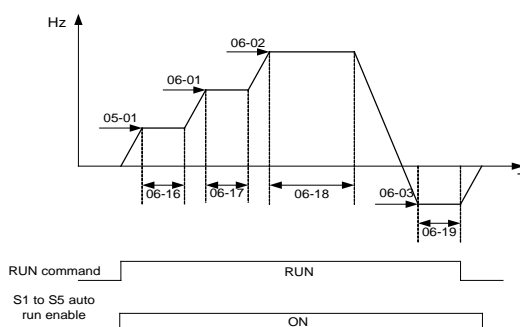 Hz
06-02
06-01
05-01
06-16
06-17
06-18
06-03
06-19
T
RUN command
RUN
S1 to S5 auto
run enable
ON